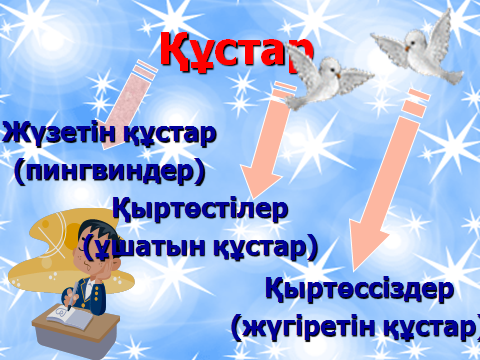 Құстар
Жүзетін құстар
(пингвиндер)
Қыртөстілер
(ұшатын құстар)
Қыртөссіздер
(жүгіретін құстар)